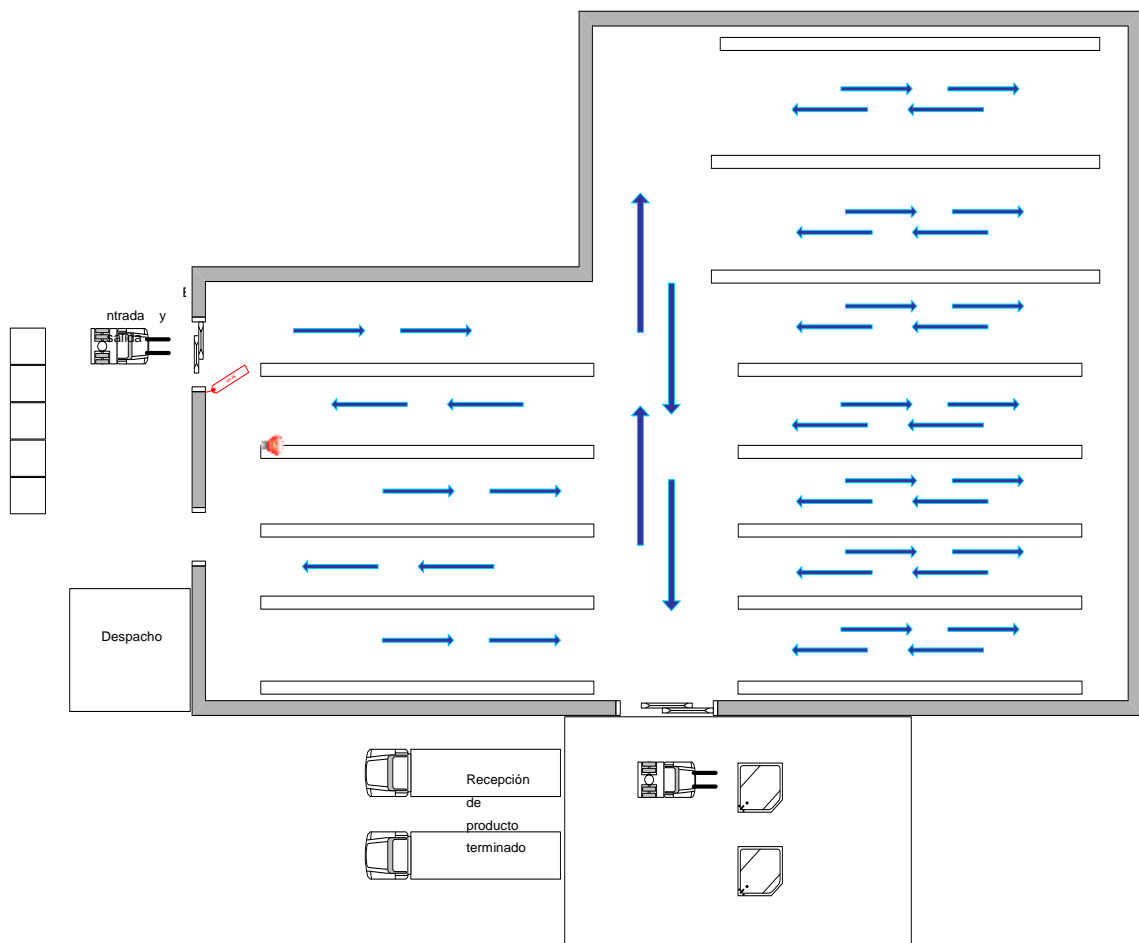 E
ntrada y
salida
Despacho
Recepción
de
producto
terminado